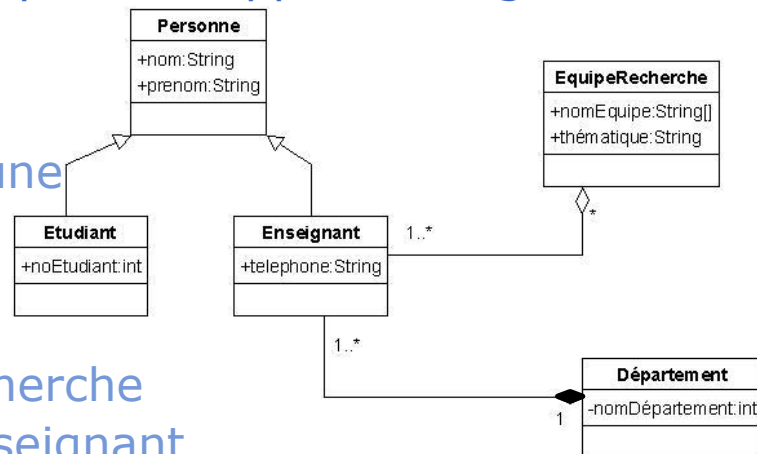 Personne
+nom:String
+prenom:String
EquipeRecherche
+nomEquipe:String[]
+thématique:String
une
Etudiant
+noEtudiant:int
Enseignant
+telephone:String
1..*
*
1..*
herche
seignant
Département
-nomDépartement:int
1